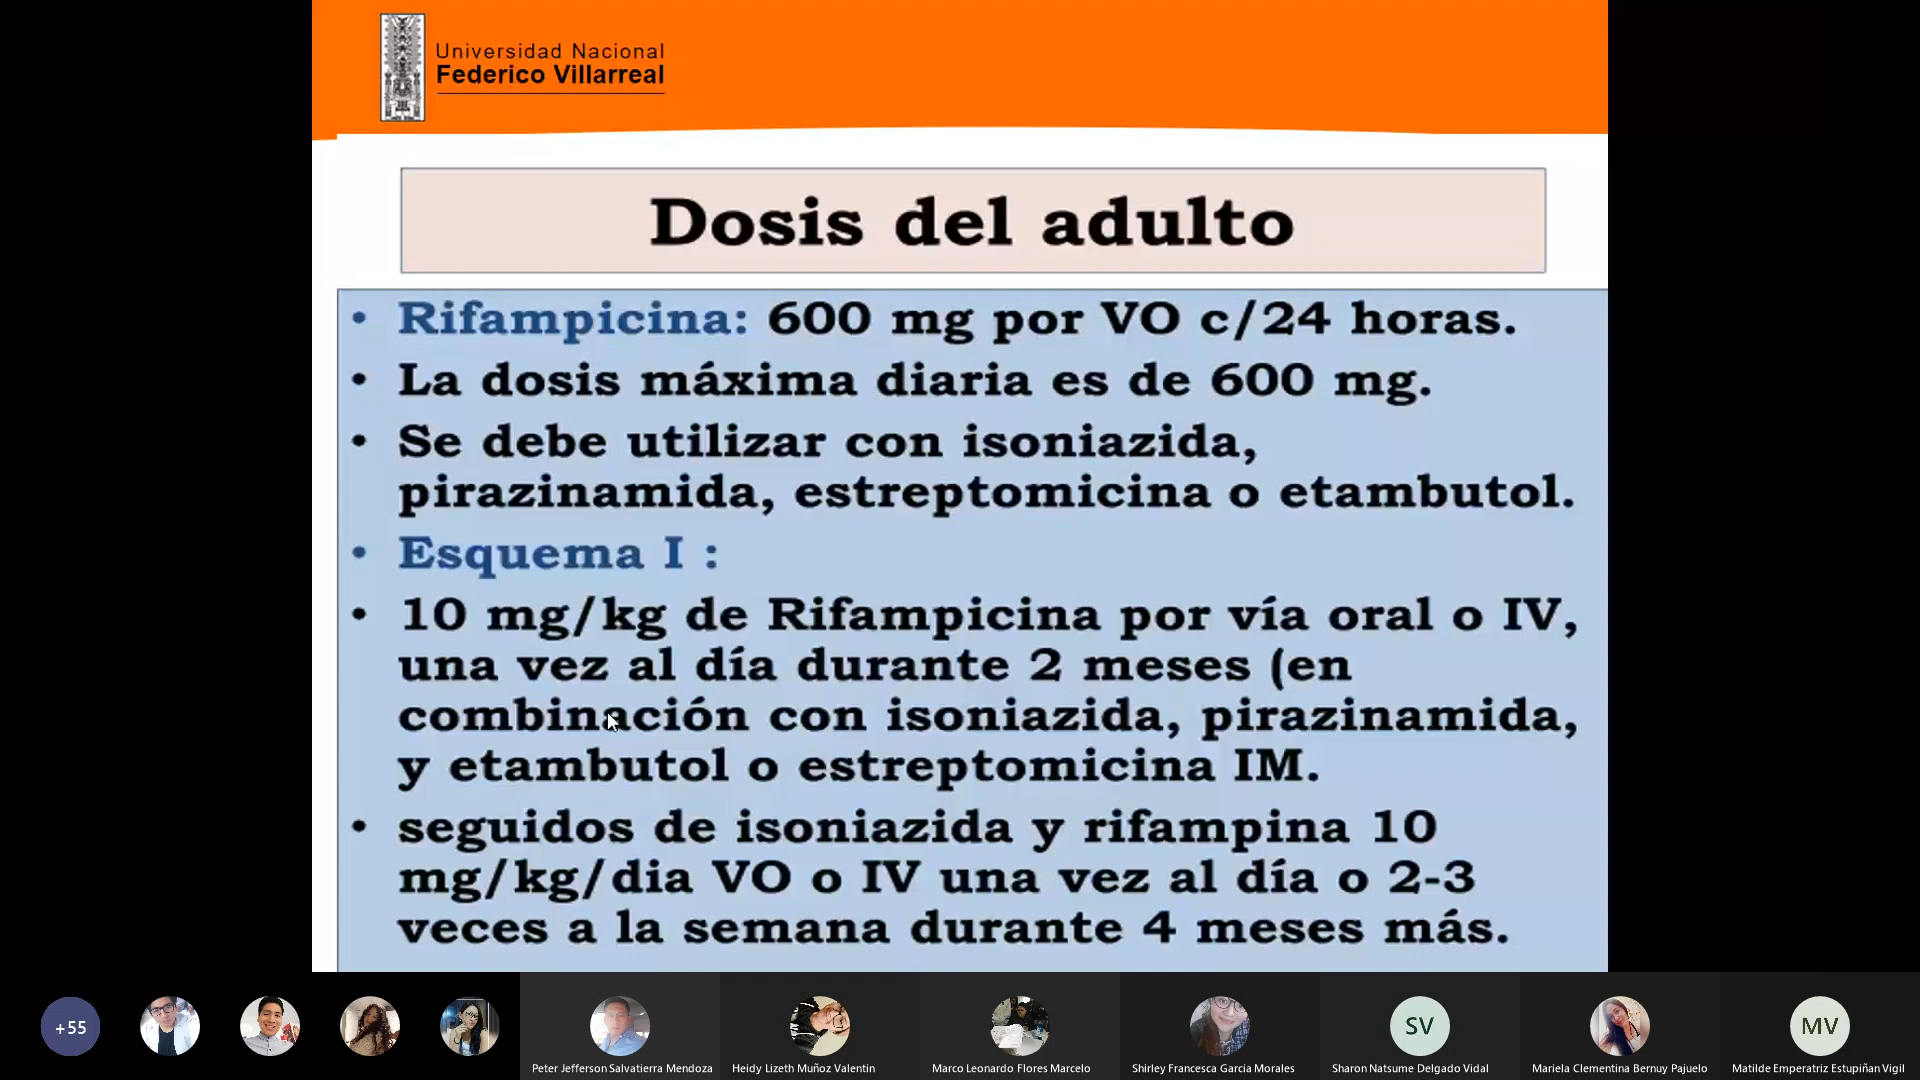 Universidad Nacional
Federico Villarreal
Dosis del adulto
• Rifampicina: 600 mg por VO c/24 horas.
• La dosis máxima diaria es de 600 mg.
• Se debe utilizar con isoniazida,
pirazinamida, estreptomicina o etambutol.
• Esquema I :
• 10 mg/kg de Rifampicina por vía oral o IV,
una vez al día durante 2 meses (en
combinación con isoniazida, pirazinamida,
y etambutol o estreptomicina IM.
• seguidos de isoniazida y rifampina 10
mg/kg/dia VO o IV una vez al día o 2-3
veces a la semana durante 4 meses más.
+55
SV
MV
Peter Jefferson Salvatierra Mendoza
Heidy Lizeth Muñoz Valentin
Marco Leonardo Flores Marcelo
Shirley Francesca Garcia Morales
Sharon Natsume Delgado Vidal
Mariela Clementina Bernuy Pajuelo
Matilde Emperatriz Estupiñan Vigil